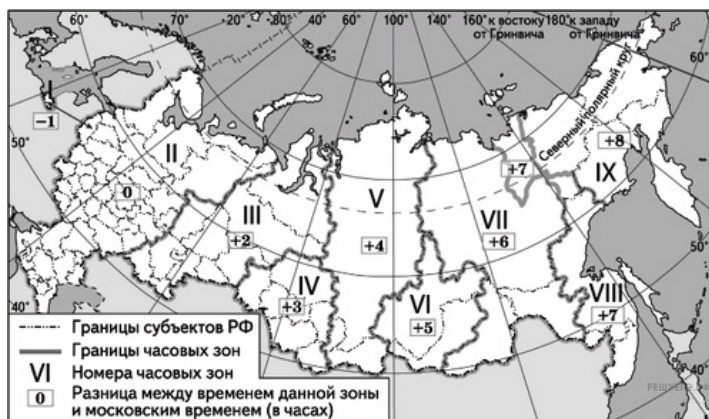 60°
70°
20°
40°
60°
80°
100°
120°
140°
160°к востоку
от Гринвича
180°к западу
от Гринвича
Северный полярный круг
60°
I
-1
50°
II
0
III
+2
IV
+3
V
+4
VI
+5
VII
+6
+7
+8
IX
VIII
+7
50°
40°
40°
Границы субъектов РФ
Границы часовых зон
VI Номера часовых зон
0 Разница между временем данной зоны
и московским временем (в часах)
РЕШУЕГЭ.РФ